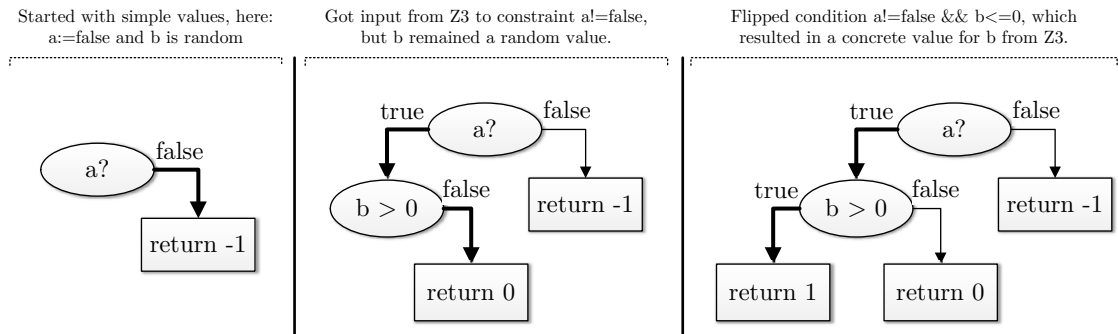 Started with simple values, here:
a:=false and b is random
a?
false
return -1
Got input from Z3 to constraint a!=false,
but b remained a random value.
true
a?
false
b > 0
false
return -1
return 0
Flipped condition a!=false && b<=0, which
resulted in a concrete value for b from Z3.
true
a?
false
true
b > 0
false
return -1
return 1
return 0